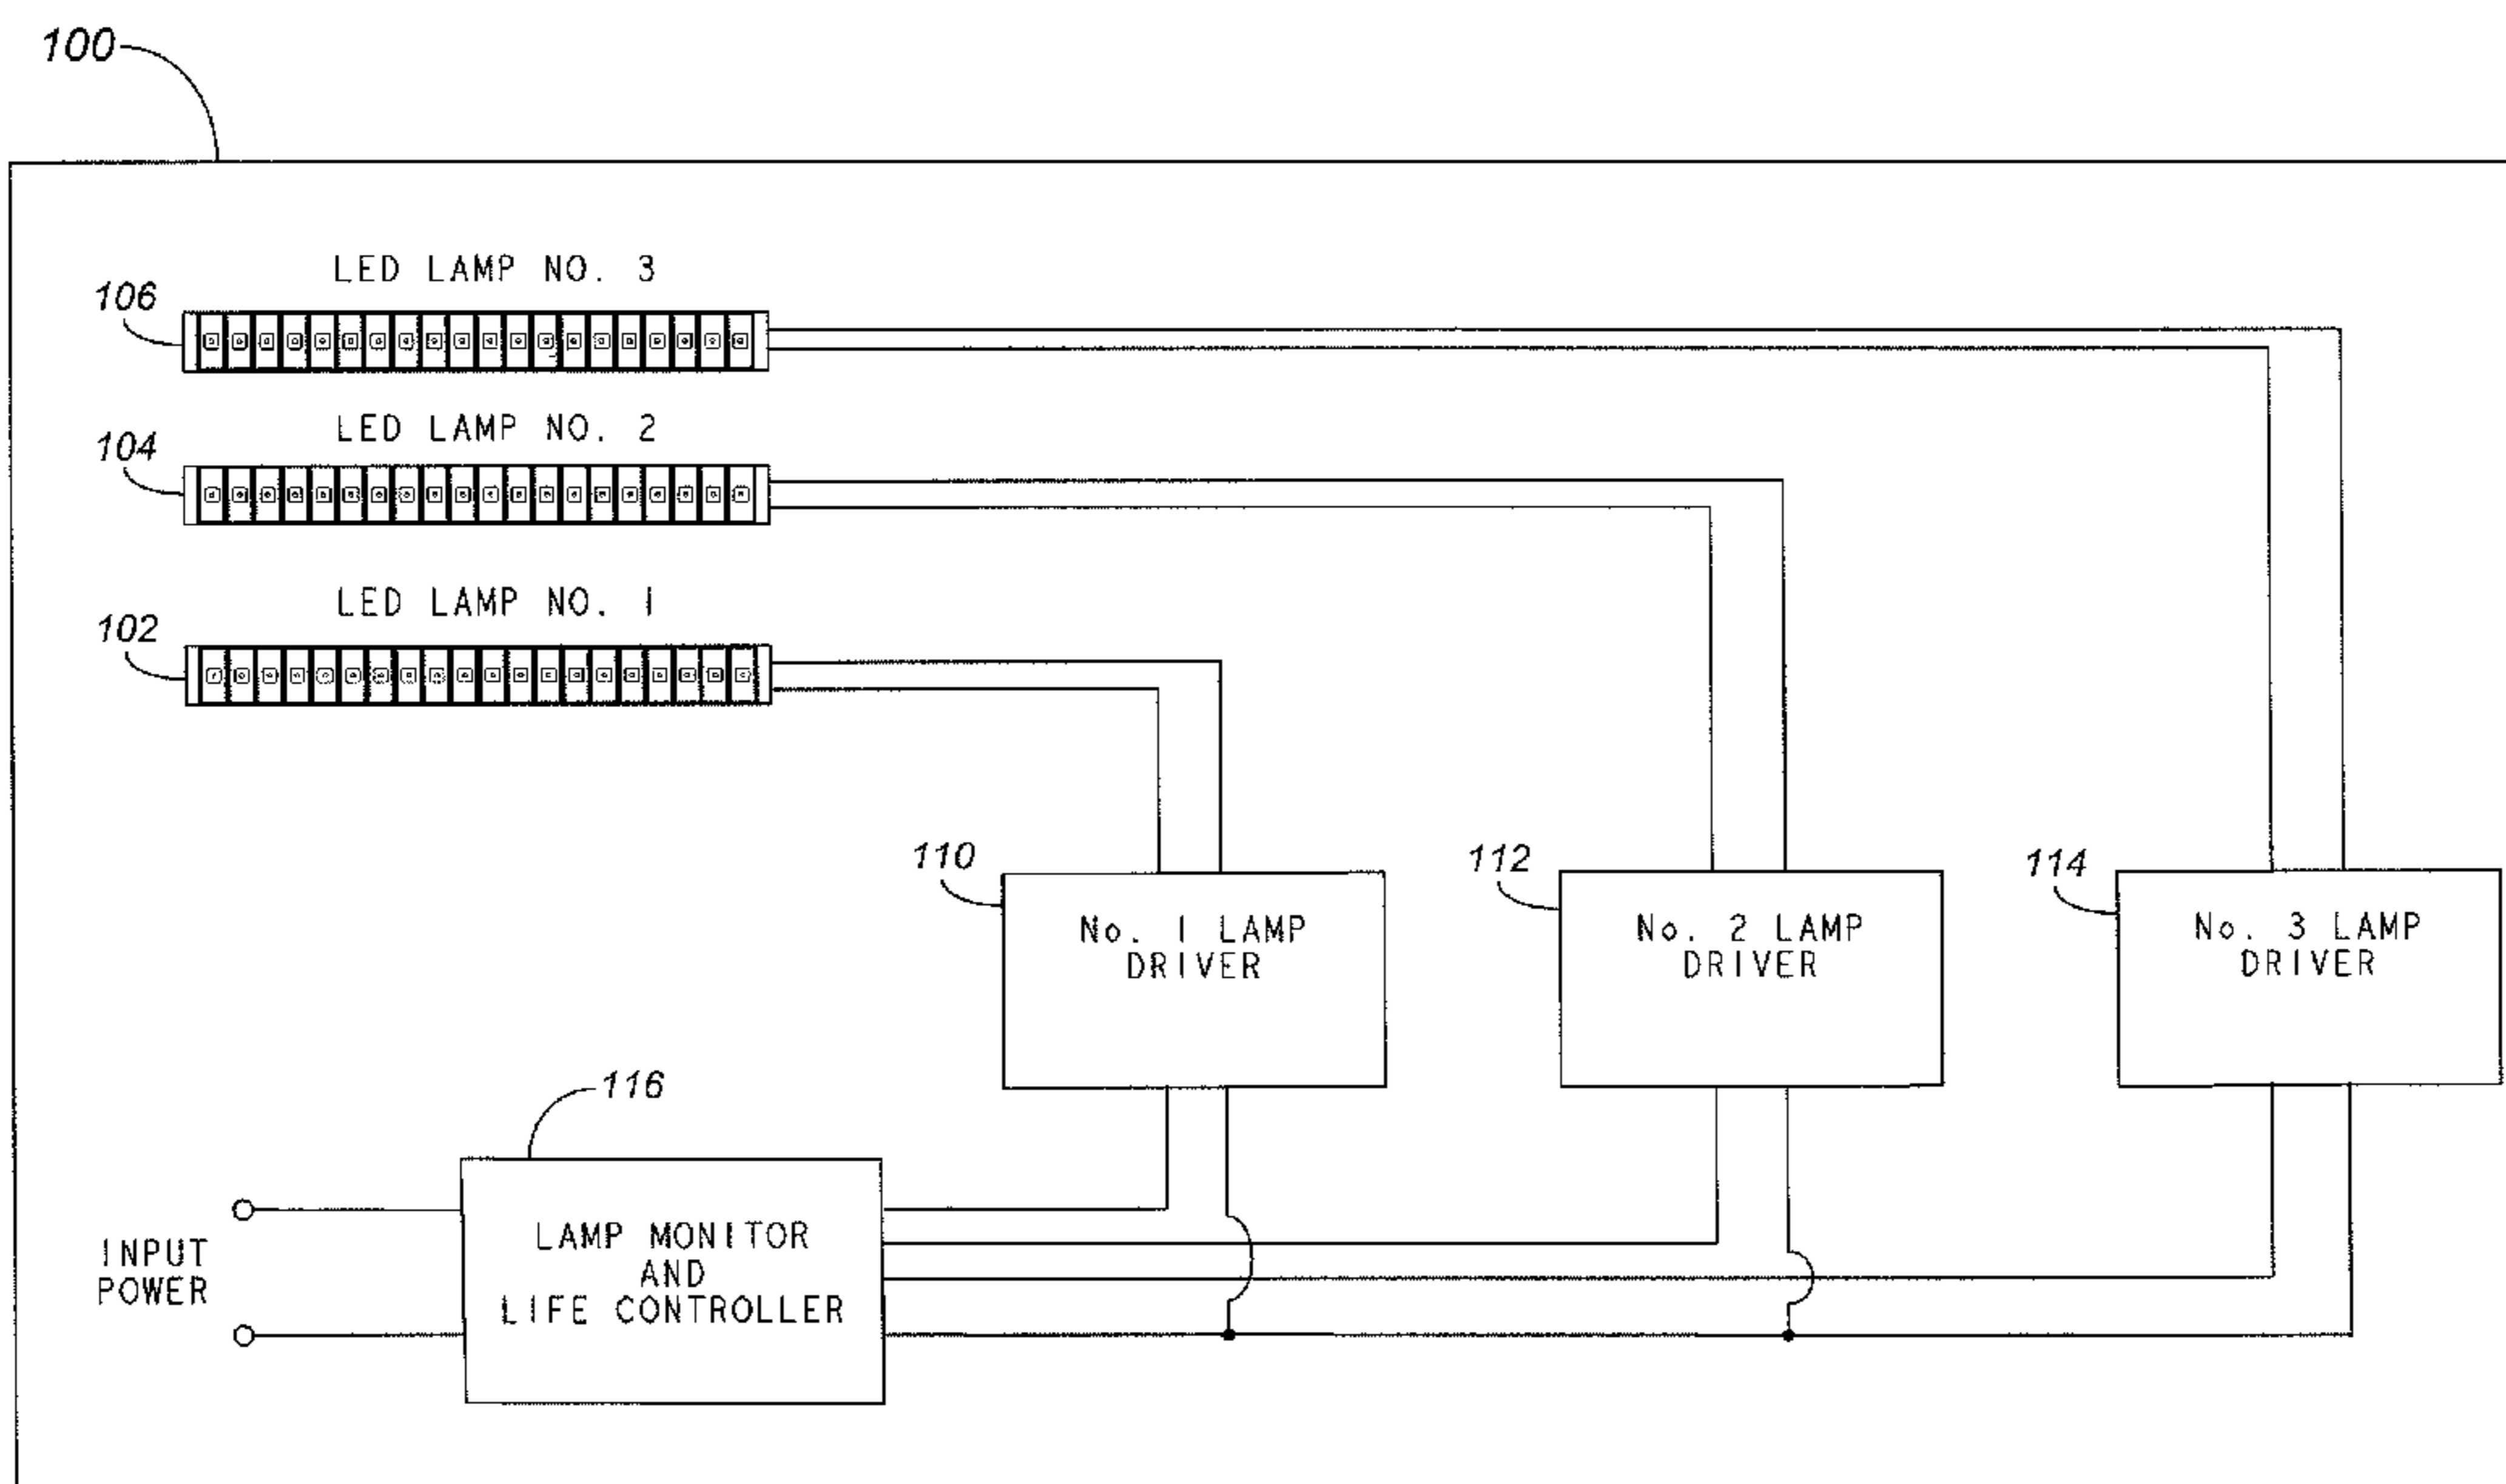 100
LED LAMP NO. 3
106
LED LAMP NO. 2
104
LED LAMP NO. 1
102
110
112
114
No. 1 LAMP
DRIVER
No. 2 LAMP
DRIVER
No. 3 LAMP
DRIVER
116
INPUT
POWER
LAMP MONITOR
AND
LIFE CONTROLLER